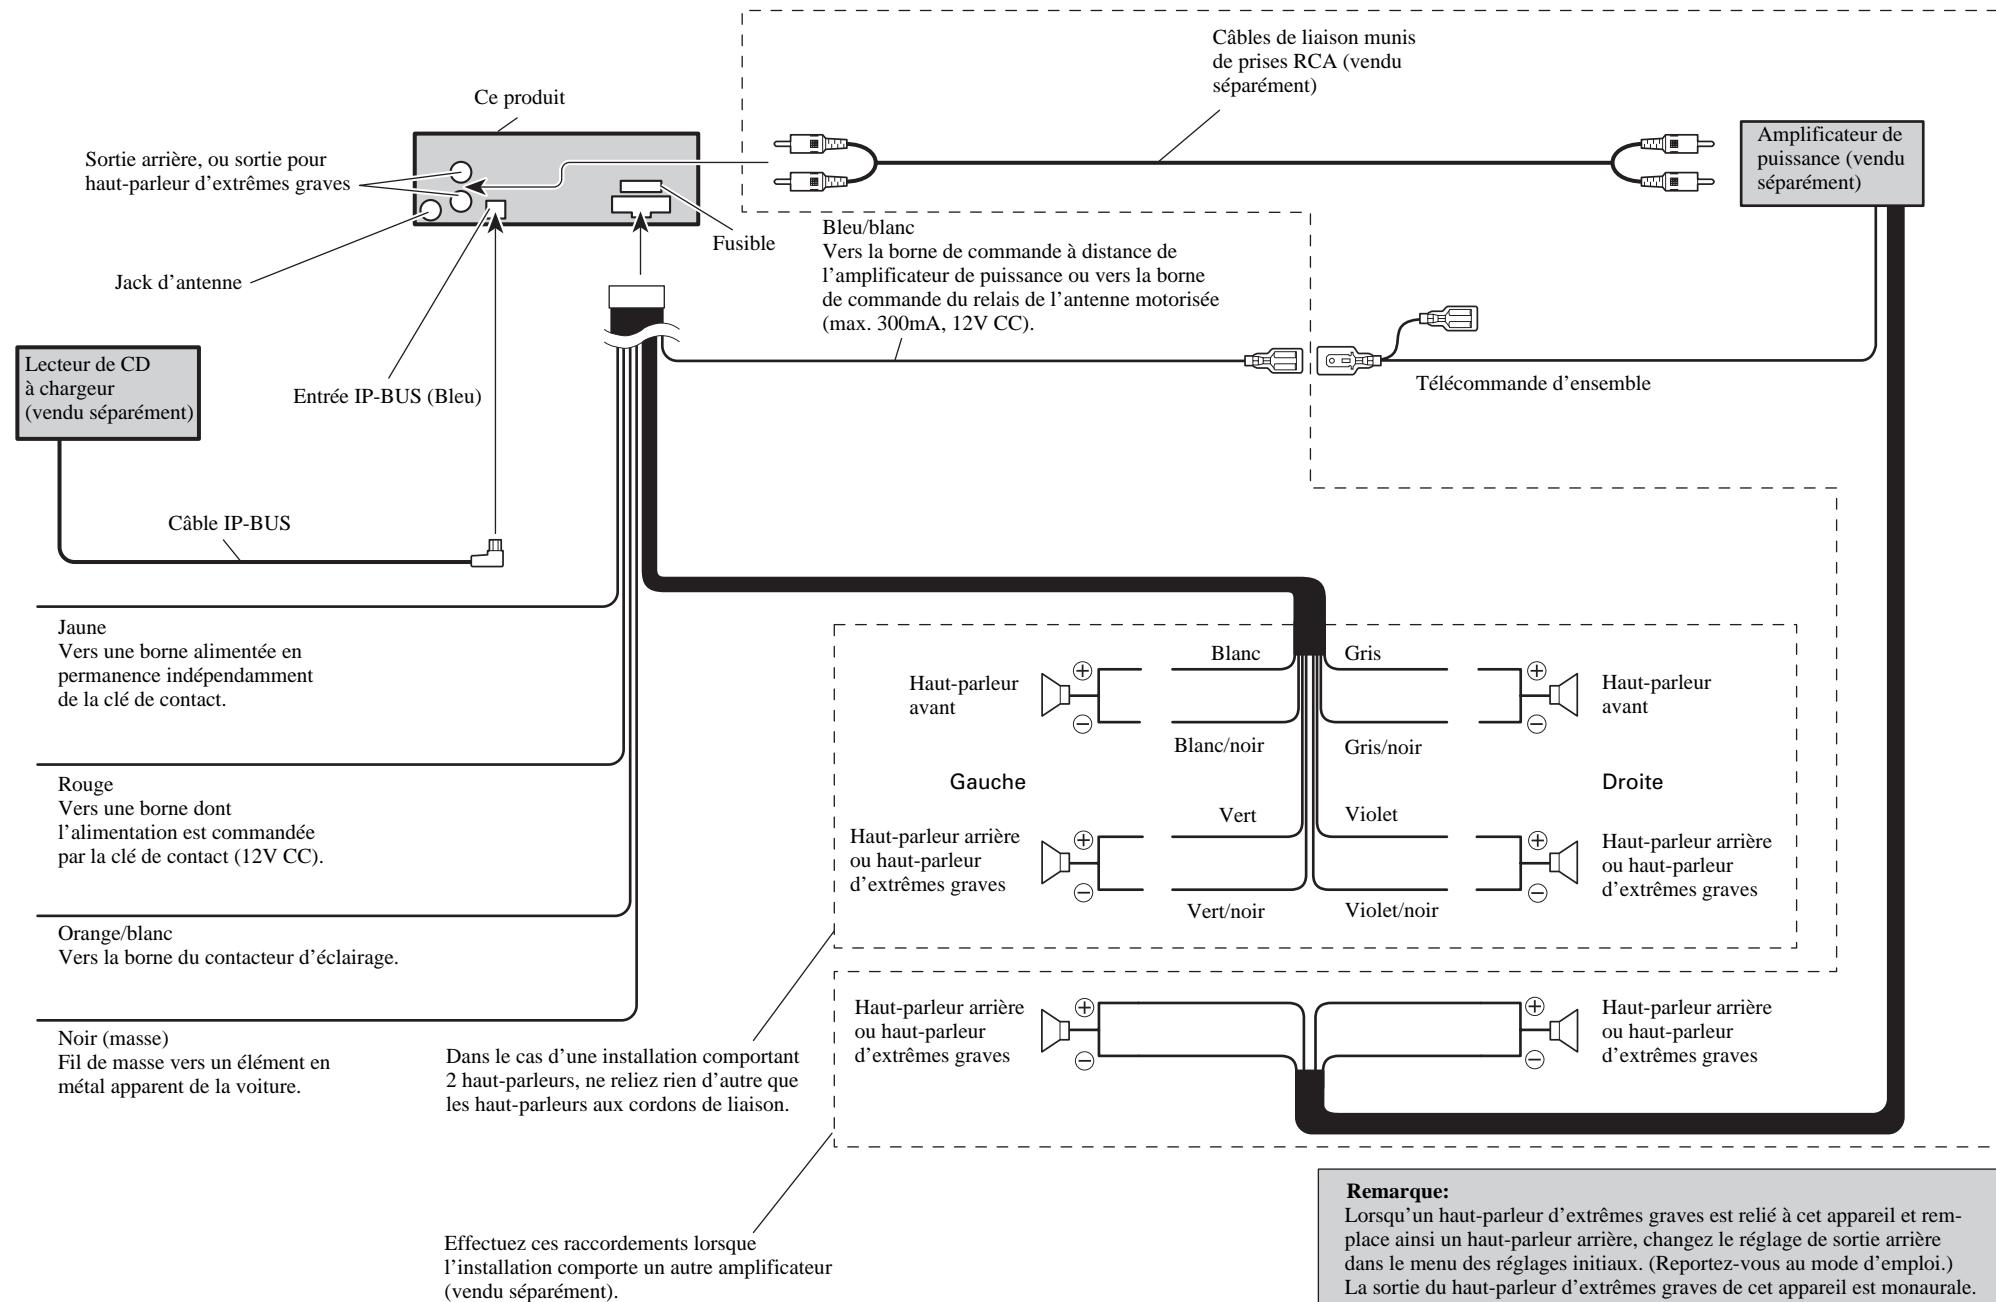 Câbles de liaison munis
de prises RCA (vendu
séparément)
Ce produit
Amplificateur de
puissance (vendu
séparément)
Sortie arrière, ou sortie pour
haut-parleur d’extrêmes graves
Fusible
Jack d’antenne
Bleu/blanc
Vers la borne de commande à distance de
l’amplificateur de puissance ou vers la borne
de commande du relais de l’antenne motorisée
(max. 300mA, 12V CC).
Lecteur de CD
à chargeur
(vendu séparément)
Entrée IP-BUS (Bleu)
Télécommande d’ensemble
Câble IP-BUS
Jaune
Vers une borne alimentée en
permanence indépendamment
de la clé de contact.
Rouge
Vers une borne dont
l’alimentation est commandée
par la clé de contact (12V CC).
Orange/blanc
Vers la borne du contacteur d’éclairage.
Noir (masse)
Fil de masse vers un élément en
métal apparent de la voiture.
Blanc
Gris
Haut-parleur
avant
⊕
⊖
⊕
⊖
Haut-parleur
avant
Blanc/noir
Gris/noir
Gauche
Droite
Vert
Violet
Haut-parleur arrière
ou haut-parleur
d’extrêmes graves
⊕
⊖
⊕
⊖
Haut-parleur arrière
ou haut-parleur
d’extrêmes graves
Vert/noir
Violet/noir
Haut-parleur arrière
ou haut-parleur
d’extrêmes graves
⊕
⊖
⊕
⊖
Haut-parleur arrière
ou haut-parleur
d’extrêmes graves
Dans le cas d’une installation comportant
2 haut-parleurs, ne reliez rien d’autre que
les haut-parleurs aux cordons de liaison.
Effectuez ces raccordements lorsque
l’installation comporte un autre amplificateur
(vendu séparément).
Remarque:
Lorsqu’un haut-parleur d’extrêmes graves est relié à cet appareil et rem-
place ainsi un haut-parleur arrière, changez le réglage de sortie arrière
dans le menu des réglages initiaux. (Reportez-vous au mode d’emploi.)
La sortie du haut-parleur d’extrêmes graves de cet appareil est monaurale.